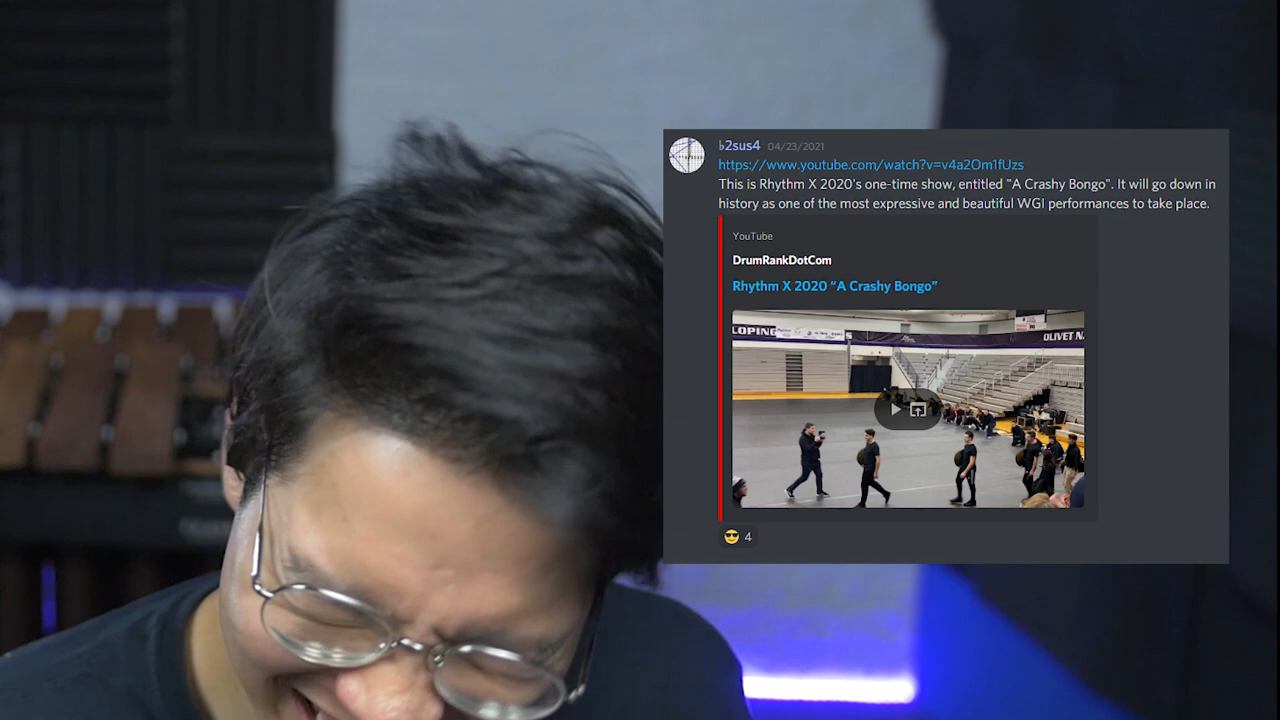 ♭2sus4 04/23/2021
https://www.youtube.com/watch?v=v4a2Om1fUzs
This is Rhythm X 2020's one-time show, entitled "A Crashy Bongo". It will go down in
history as one of the most expressive and beautiful WGI performances to take place.
YouTube
DrumRankDotCom
Rhythm X 2020 “A Crashy Bongo”
LOPING
OLIVET N
4